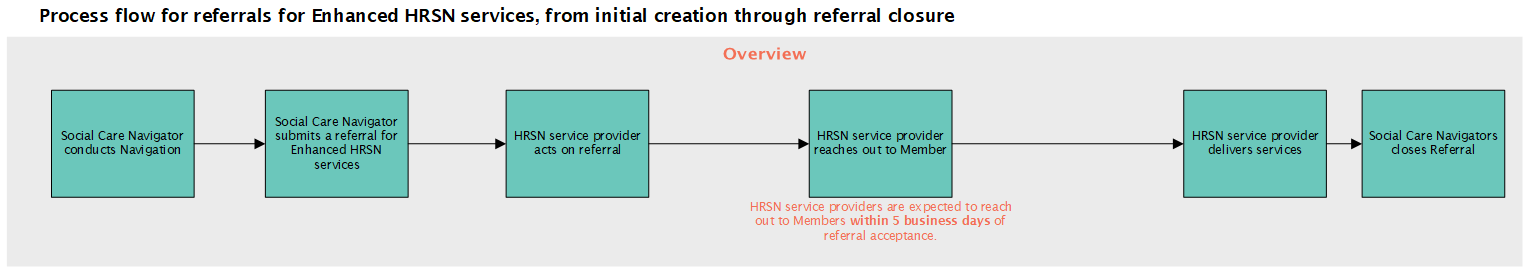 Process flow for referrals for Enhanced HRSN services, from initial creation through referral closure
Overview
Social Care Navigator
conducts Navigation
Social Care Navigator
submits a referral for
Enhanced HRSN
services
HRSN service provider
acts on referral
HRSN service provider
reaches out to Member
HRSN service provider
delivers services
Social Care Navigators
closes Referral
HRSN service providers are expected to reach
out to Members within 5 business days of
referral acceptance.